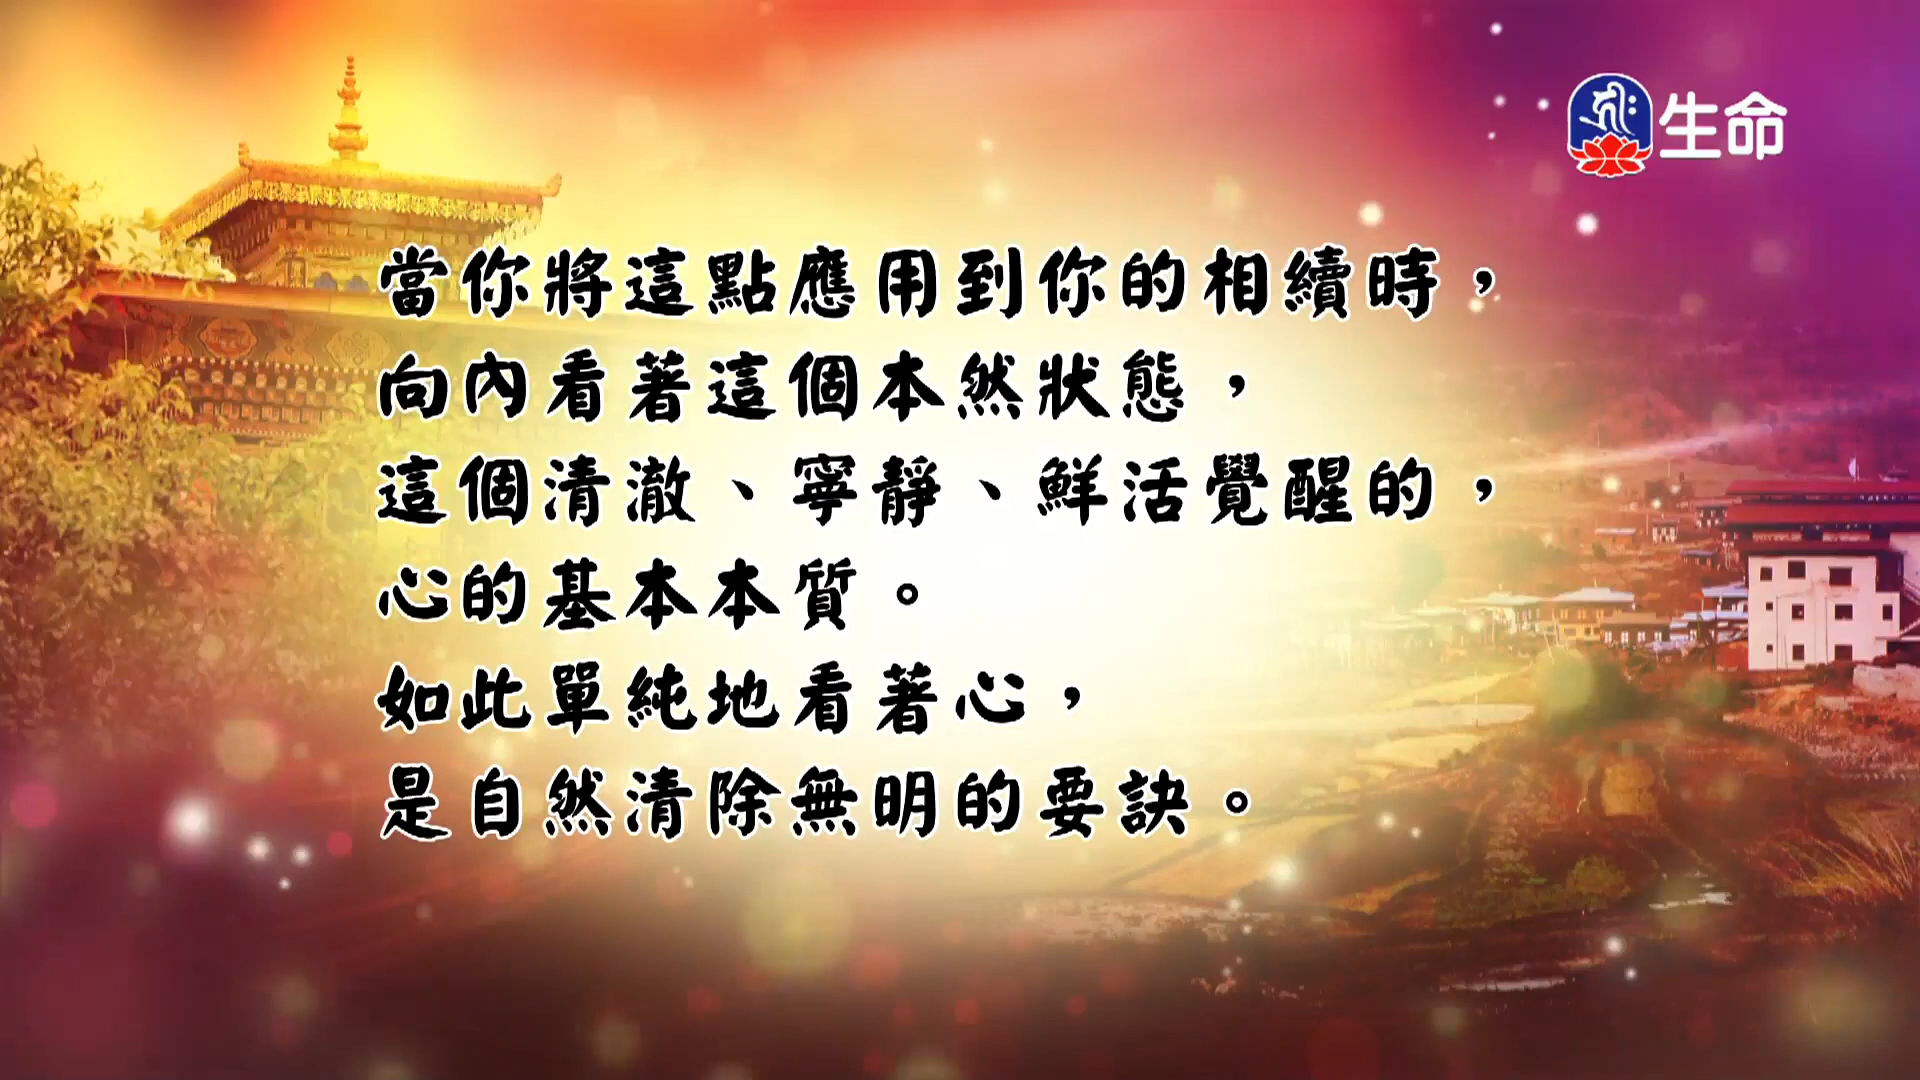 生命
當你將這點應用到你的相續時，
向內看著這個本然狀態，
這個清澈、寧靜、鮮活覺醒的，
心的基本本質。
如此單純地看著心，
是自然清除無明的要訣。